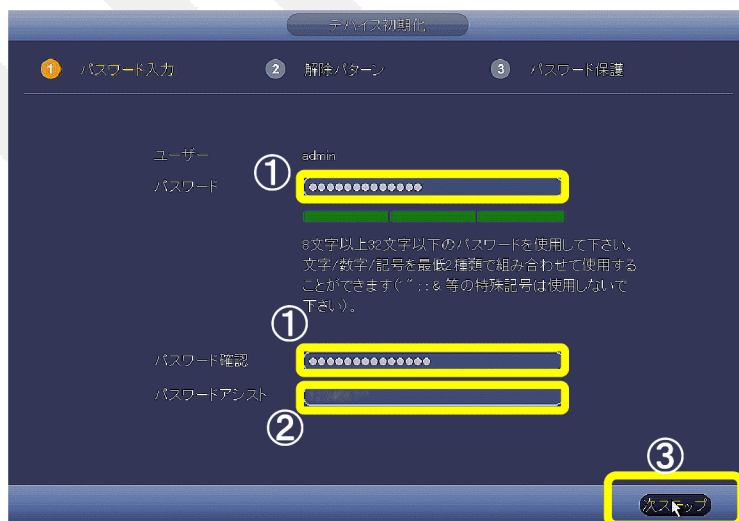 デバイス初期化
1 パスワード入力
2 解除パターン
3 パスワード保護
ユーザー admin
① パスワード ●●●●●●●●●●●●●
8文字以上32文字以下のパスワードを使用して下さい。
文字/数字/記号を最低2種類で組み合わせて使用する
ことができます(' ~ ; : & 等の特殊記号は使用しないで
下さい)。
①
パスワード確認 ●●●●●●●●●●●●●●
パスワードアシスト
②
③
次ステップ